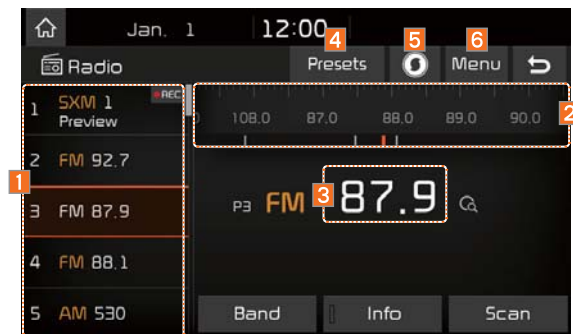 Jan. 1 12:00
4 5 6
Radio Presets Menu
1 SXM 1 REC
Preview
108.0 87.0 88.0 89.0 90.0 2
2 FM 92.7
1
3 FM 87.9
P3 FM 3 87.9
4 FM 88.1
5 AM 530
Band Info Scan